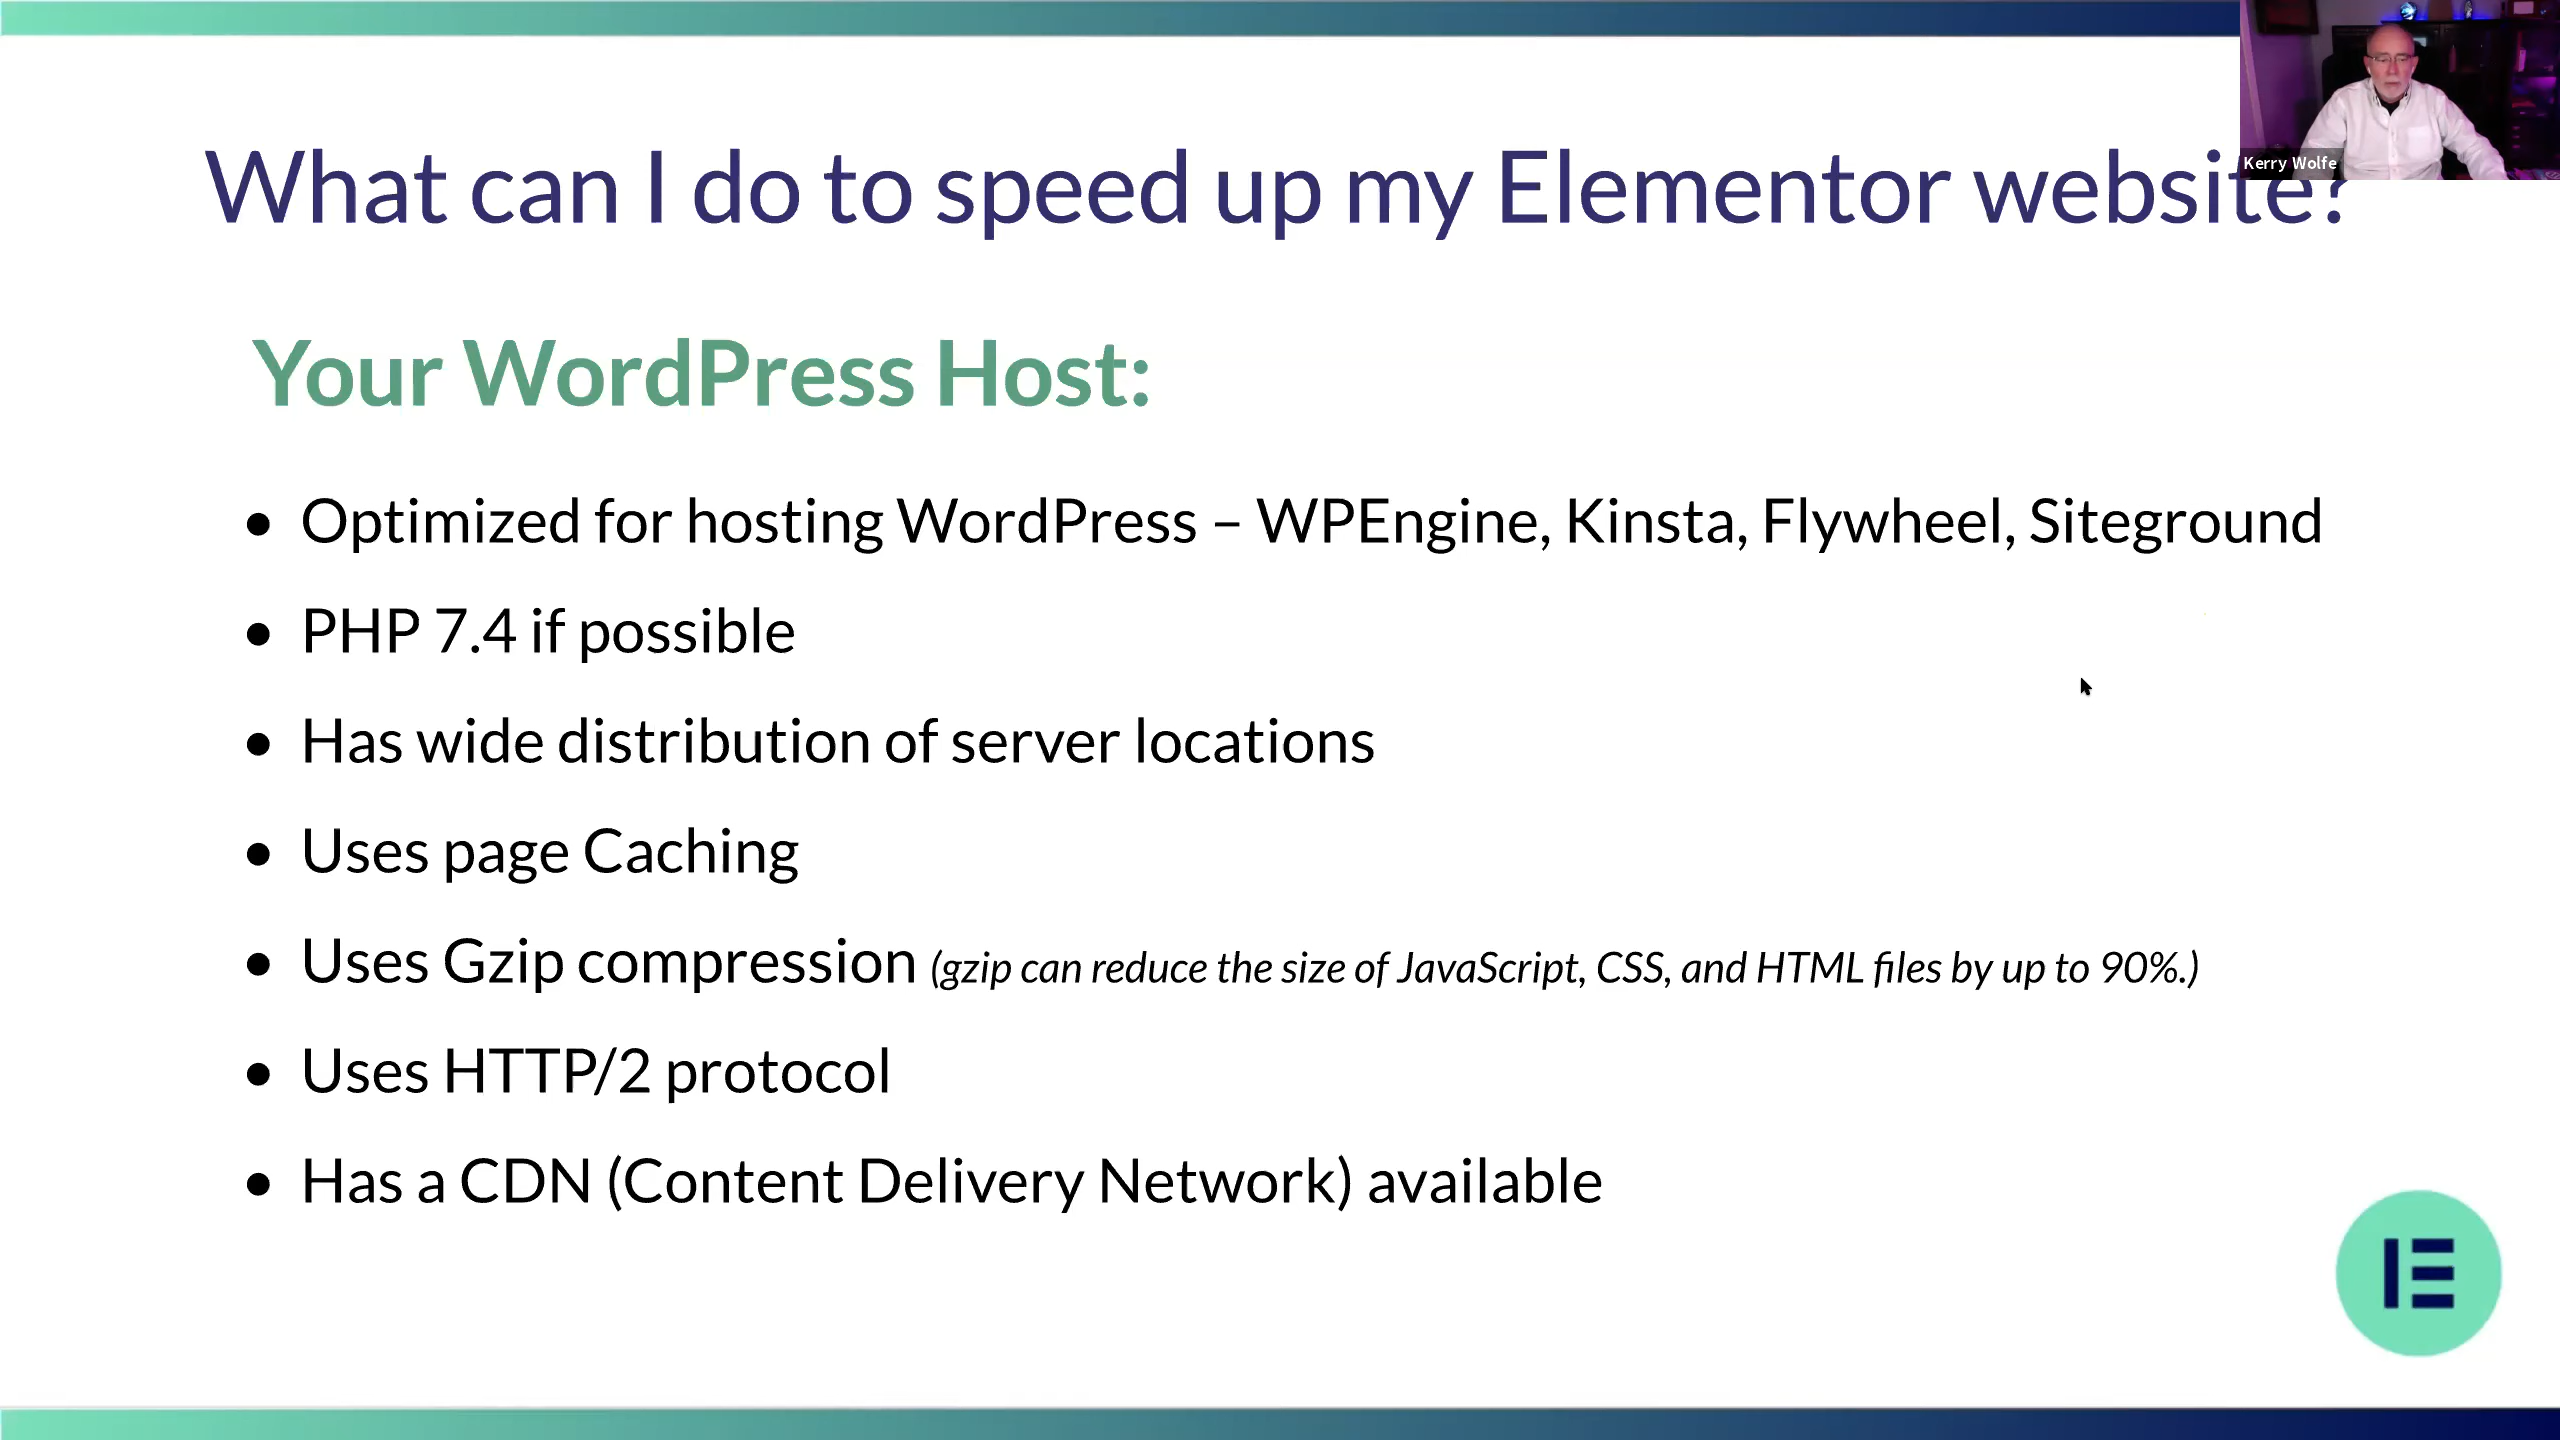 What can I do to speed up my Elementor website?
Kerry Wolfe
Your WordPress Host:
• Optimized for hosting WordPress – WPEngine, Kinsta, Flywheel, Siteground
• PHP 7.4 if possible
• Has wide distribution of server locations
• Uses page Caching
• Uses Gzip compression (gzip can reduce the size of JavaScript, CSS, and HTML files by up to 90%.)
• Uses HTTP/2 protocol
• Has a CDN (Content Delivery Network) available